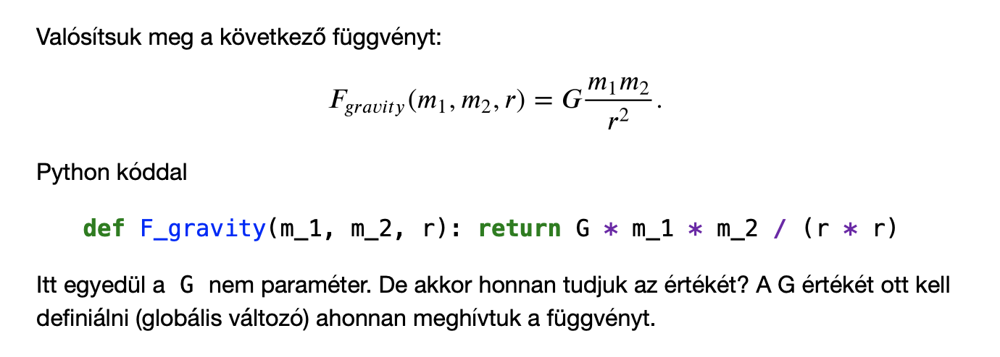 Valósítsuk meg a következő függvényt:
F_{gravity}(m_1, m_2, r) = G \frac{m_1 m_2}{r^2}.
Python kóddal
def F_gravity(m_1, m_2, r): return G * m_1 * m_2 / (r * r)
Itt egyedül a G nem paraméter. De akkor honnan tudjuk az értékét? A G értékét ott kell
definiálni (globális változó) ahonnan meghívtuk a függvényt.